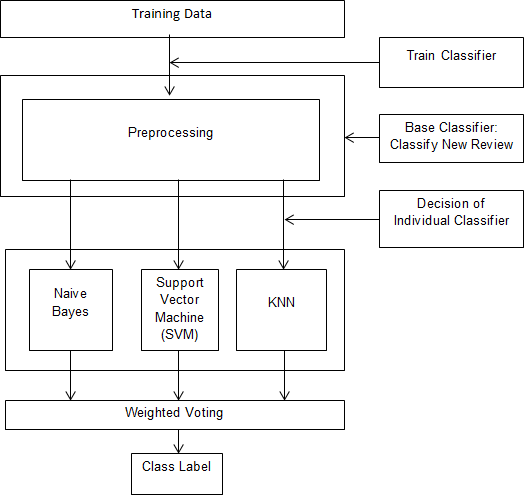 Training Data
Train Classifier
Preprocessing
Base Classifier:
Classify New Review
Decision of
Individual Classifier
Naive
Bayes
Support
Vector
Machine
(SVM)
KNN
Weighted Voting
Class Label